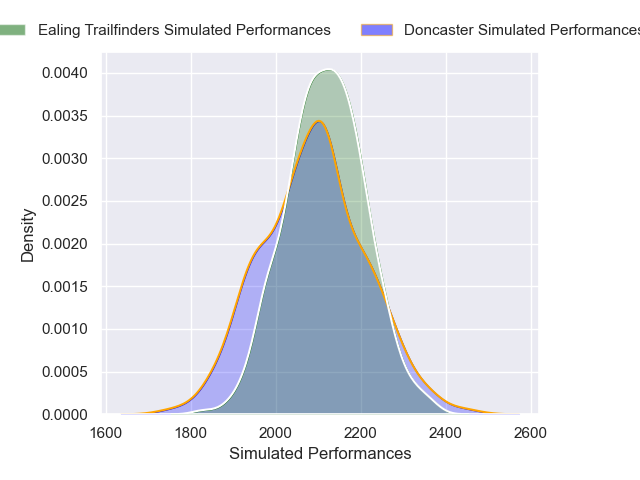 Ealing Trailfinders Simulated Performances Doncaster Simulated Performances
0.0040
0.0035
0.0030
0.0025
0.0020
0.0015
0.0010
0.0005
0.0000
Density
1600 1800 2000 2200 2400 2600
Simulated Performances